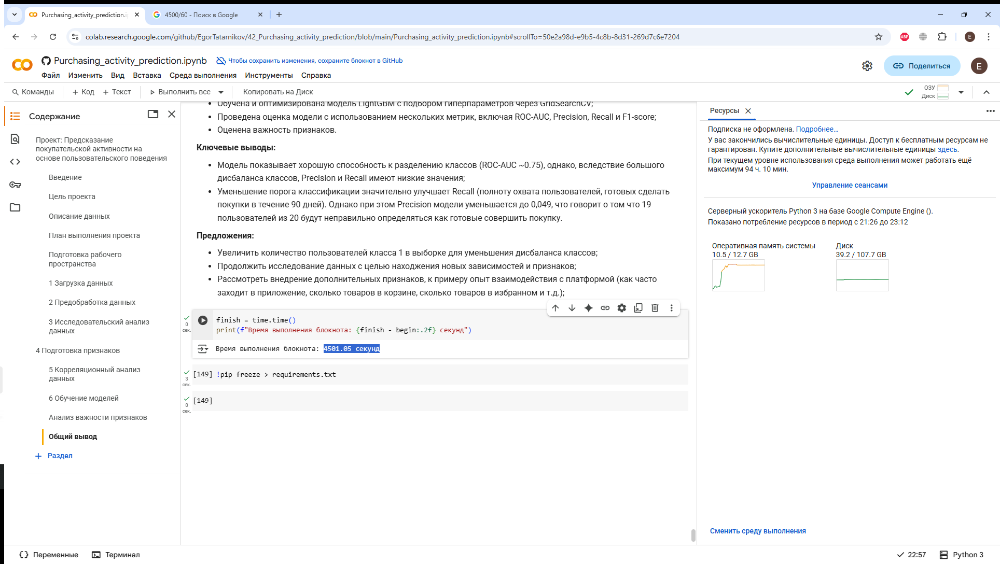 Purchasing_activity_prediction.i
4500/60 - Поиск в Google
colab.research.google.com/github/EgorTatarnikov/42_Purchasing_activity_prediction/blob/main/Purchasing_activity_prediction.ipynb#scrollTo=50e2a98d-e9b5-4c8b-8d31-269d7c6e7204
ABP
E
Purchasing_activity_prediction.ipynb
Чтобы сохранить изменения, сохраните блокнот в GitHub
Файл Изменить Вид Вставка Среда выполнения Инструменты Справка
Поделиться
E
Команды
+ Код + Текст
Выполнить все
Копировать на Диск
ОЗУ
Диск
Содержание
Проект: Предсказание
покупательской активности на
основе пользовательского поведения
Введение
Цель проекта
Описание данных
План выполнения проекта
Подготовка рабочего
пространства
1 Загрузка данных
2 Предобработка данных
3 Исследовательский анализ
данных
4 Подготовка признаков
5 Корреляционный анализ
данных
6 Обучение моделей
Анализ важности признаков
Общий вывод
+ Раздел
• Обучена и оптимизирована модель LightGBM с подбором гиперпараметров через GridSearchCV;
• Проведена оценка модели с использованием нескольких метрик, включая ROC-AUC, Precision, Recall и F1-score;
• Оценена важность признаков.
Ключевые выводы:
• Модель показывает хорошую способность к разделению классов (ROC-AUC ~0.75), однако, вследствие большого
дисбаланса классов, Precision и Recall имеют низкие значения;
• Уменьшение порога классификации значительно улучшает Recall (полноту охвата пользователей, готовых сделать
покупки в течение 90 дней). Однако при этом Precision модели уменьшается до 0,049, что говорит о том что 19
пользователей из 20 будут неправильно определяться как готовые совершить покупку.
Предложения:
• Увеличить количество пользователей класса 1 в выборке для уменьшения дисбаланса классов;
• Продолжить исследование данных с целью находжения новых зависимостей и признаков;
• Рассмотреть внедрение дополнительных признаков, к примеру опыт взаимодействия с платформой (как часто
заходит в приложение, сколько товаров в корзине, сколько товаров в избранном и т.д.);
0
сек.
finish = time.time()
print(f"Время выполнения блокнота: {finish - begin:.2f} секунд")
Время выполнения блокнота: 4501.05 секунд
3
сек.
[149] !pip freeze > requirements.txt
0
сек.
[149]
Ресурсы
Подписка не оформлена. Подробнее…
У вас закончились вычислительные единицы. Доступ к бесплатным ресурсам не
гарантирован. Купите дополнительные вычислительные единицы здесь.
При текущем уровне использования среда выполнения может работать ещё
максимум 94 ч. 10 мин.
Управление сеансами
Серверный ускоритель Python 3 на базе Google Compute Engine ().
Показано потребление ресурсов в период с 21:26 до 23:12
Оперативная память системы
10.5 / 12.7 GB
Диск
39.2 / 107.7 GB
Сменить среду выполнения
Переменные
Терминал
22:57
Python 3